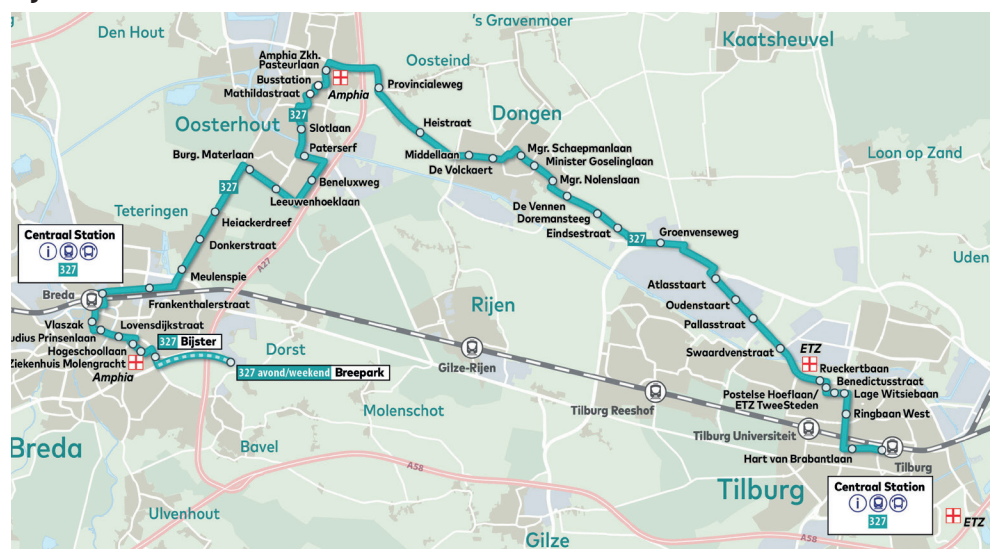 's Gravenmoer
Den Hout
Kaatsheuvel
Amphia Zkh.
Pasteurlaan
Oosteind
Busstation
Mathildastraat
Amphia
Provincialeweg
327
Oosterhout
Slotlaan
Heistraat
Dongen
Paterserf
Burg. Materlaan
Middellaan
De Volckaert
Mgr. Schaepmanlaan
Minister Goselinglaan
Mgr. Nolenslaan
Loon op Zand
327
Beneluxweg
Leeuwenhoeklaan
Teteringen
Heiackerdreef
De Vennen
Doremansteeg
Eindsestraat
327
Groenvenseweg
Centraal Station
i
327
Donkerstraat
A27
Uden
Meulenspie
Atlasstaart
Breda
Frankenthalerstraat
Rijen
Oudenstaart
Vlaszak
Lovensdijkstraat
Pallasstraat
udius Prinsenlaan
327 Bijster
Hogeschoollaan
Ziekenhuis Molengracht
Amphia
Dorst
327 avond/weekend Breepark
Gilze-Rijen
Swaardvenstraat
ETZ
Rueckertbaan
Benedictusstraat
Postelse Hoeflaan/
ETZ TweeSteden
Lage Witsiebaan
Ringbaan West
Molenschot
Tilburg Reeshof
Tilburg Universiteit
Breda
Bavel
Hart van Brabantlaan
Tilburg
A58
Tilburg
Centraal Station
i
327
Ulvenhout
ETZ
Gilze
A58